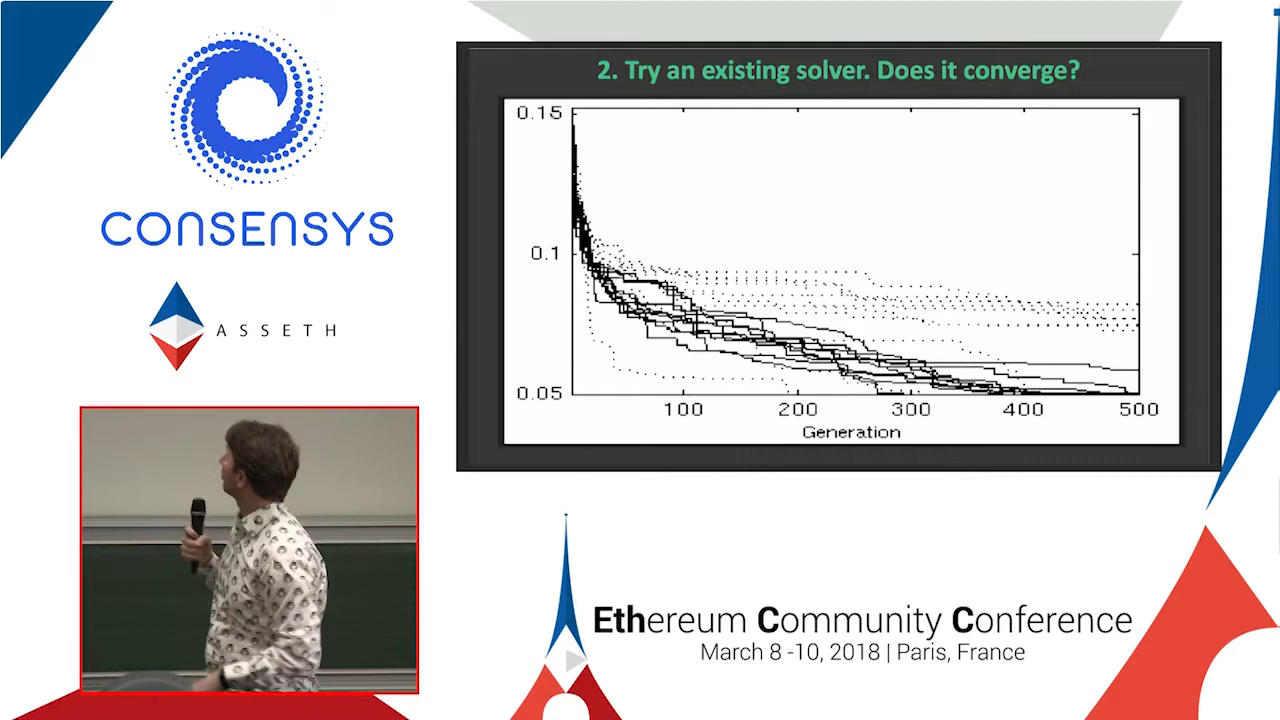 CONSENSYS
ASSETH
2. Try an existing solver. Does it converge?
0.15
0.1
0.05
100 200 300 400 500
Generation
Ethereum Community Conference
March 8 -10, 2018 | Paris, France